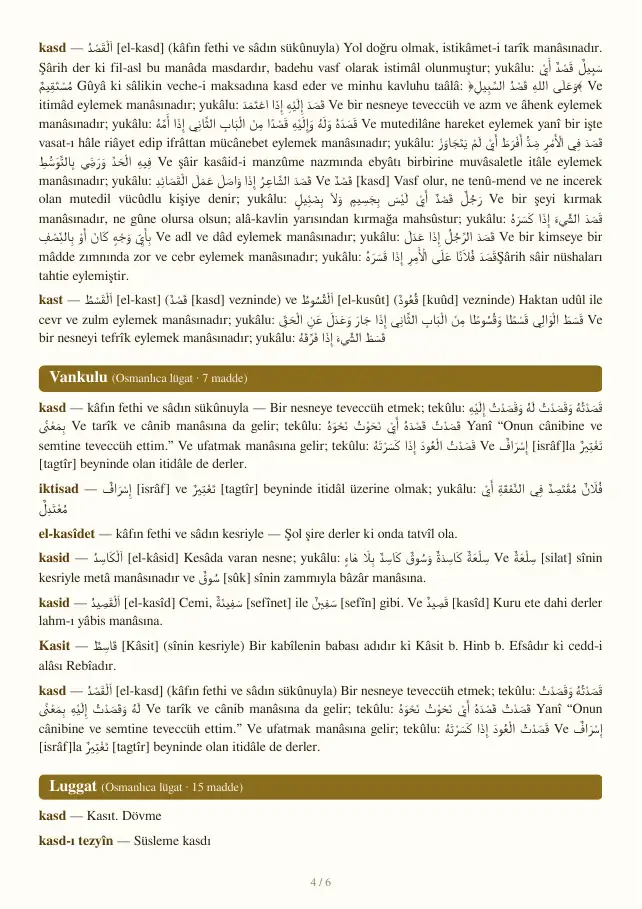 kasd — اَلْقَصْدُ [el-kasd] (kâfın fethi ve sâdın sükûnuyla) Yol doğru olmak, istikâmet-i tarîk manâsınadır.
Şârih der ki fil-asl bu manâda masdardır, badehu vasf olarak istimâl olunmuştur; yukâlu: سَبِيلٌ قَصْدٌ أَيْ
مُسْتَقِيمٌ Gûyâ ki sâlikin veche-i maksadına kasd eder ve minhu kavluhu taâlâ: ﴿وَعَلَى اللهِ قَصْدُ السَّبِيلِ﴾ Ve
itimâd eylemek manâsınadır; yukâlu: قَصَدَ إِلَيْهِ إِذَا اعْتَمَدَ Ve bir nesneye teveccüh ve azm ve âhenk eylemek
manâsınadır; yukâlu: قَصَدَهُ وَلَهُ وَإِلَيْهِ قَصْدًا مِنَ الْبَابِ الثَّانِي إِذَا أَمَّهُ Ve mutedilâne hareket eylemek yanî bir işte
vasat-ı hâle riâyet edip ifrâttan mücânebet eylemek manâsınadır; yukâlu: قَصَدَ فِي الْأَمْرِ ضِدُّ أَفْرَطَ أَيْ لَمْ يَتَجَاوَزْ
فِيهِ الْحَدَّ وَرَضِيَ بِالتَّوَسُّطِ Ve şâir kasâid-i manzûme nazmında ebyâtı birbirine muvâsaletle itâle eylemek
manâsınadır; yukâlu: قَصَدَ الشَّاعِرُ إِذَا وَاصَلَ عَمَلَ الْقَصَائِدِ Ve قَصْدٌ [kasd] Vasf olur, ne tenû-mend ve ne incerek
olan mutedil vücûdlu kişiye denir; yukâlu: رَجُلٌ قَصْدٌ أَيْ لَيْسَ بِجَسِيمٍ وَلَا بِضَئِيلٍ Ve bir şeyi kırmak
manâsınadır, ne gûne olursa olsun; alâ-kavlin yarısından kırmağa mahsûstur; yukâlu: قَصَدَ الشَّيْءَ إِذَا كَسَرَهُ
بِأَيِّ وَجْهٍ كَانَ أَوْ بِالنِّصْفِ Ve adl ve dâd eylemek manâsınadır; yukâlu: قَصَدَ الرَّجُلُ إِذَا عَدَلَ Ve bir kimseye bir
mâdde zımnında zor ve cebr eylemek manâsınadır; yukâlu: قَصَدَ فُلَانًا عَلَى الْأَمْرِ إِذَا قَسَرَهُ Şârih sâir nüshaları
tahtie eylemiştir.
kast — اَلْقَسْطُ [el-kast] (قَصْدٌ [kasd] vezninde) ve اَلْقُسُوطُ [el-kusût] (قُعُودٌ [kuûd] vezninde) Haktan udûl ile
cevr ve zulm eylemek manâsınadır; yukâlu: قَسَطَ الْوَالِي قَسْطًا وَقُسُوطًا مِنَ الْبَابِ الثَّانِي إِذَا جَارَ وَعَدَلَ عَنِ الْحَقِّ Ve
bir nesneyi tefrîk eylemek manâsınadır; yukâlu: قَسَطَ الشَّيْءَ إِذَا فَرَّقَهُ
Vankulu (Osmanlıca lügat · 7 madde)
kasd — kâfın fethi ve sâdın sükûnuyla — Bir nesneye teveccüh etmek; tekûlu: قَصَدْتُهُ وَقَصَدْتُ لَهُ وَقَصَدْتُ إِلَيْهِ
بِمَعْنًى Ve tarîk ve cânib manâsına da gelir; tekûlu: قَصَدْتُ قَصْدَهُ أَيْ نَحَوْتُ نَحْوَهُ Yanî “Onun cânibine ve
semtine teveccüh ettim.” Ve ufatmak manâsına gelir; tekûlu: قَصَدْتُ الْعُودَ إِذَا كَسَرْتَهُ Ve إِسْرَافٌ [isrâf]la تَقْتِيرٌ
[tagtîr] beyninde olan itidâle de derler.
iktisad — إِسْرَافٌ [isrâf] ve تَقْتِيرٌ [tagtîr] beyninde itidâl üzerine olmak; yukâlu: فُلَانٌ مُقْتَصِدٌ فِي النَّفَقَةِ أَيْ
مُعْتَدِلٌ
el-kasîdet — kâfın fethi ve sâdın kesriyle — Şol şire derler ki onda tatvîl ola.
kasid — اَلْكَاسِدُ [el-kâsid] Kesâda varan nesne; yukâlu: سِلْعَةٌ كَاسِدَةٌ وَسُوقٌ كَاسِدٌ بِلَا هَاءٍ Ve سِلْعَةٌ [silat] sînin
kesriyle metâ manâsınadır ve سُوقٌ [sûk] sînin zammıyla bâzâr manâsına.
kasid — اَلْقَصِيدُ [el-kasîd] Cemi, سَفِينَةٌ [sefînet] ile سَفِينٌ [sefîn] gibi. Ve قَصِيدٌ [kasîd] Kuru ete dahi derler
lahm-ı yâbis manâsına.
Kasit — قَاسِطٌ [Kâsit] (sînin kesriyle) Bir kabîlenin babası adıdır ki Kâsit b. Hinb b. Efsâdır ki cedd-i
alâsı Rebîadır.
kasd — اَلْقَصْدُ [el-kasd] (kâfın fethi ve sâdın sükûnuyla) Bir nesneye teveccüh etmek; tekûlu: قَصَدْتُهُ وَقَصَدْتُ
لَهُ وَقَصَدْتُ إِلَيْهِ بِمَعْنًى Ve tarîk ve cânib manâsına da gelir; tekûlu: قَصَدْتُ قَصْدَهُ أَيْ نَحَوْتُ نَحْوَهُ Yanî “Onun
cânibine ve semtine teveccüh ettim.” Ve ufatmak manâsına gelir; tekûlu: قَصَدْتُ الْعُودَ إِذَا كَسَرْتَهُ Ve إِسْرَافٌ
[isrâf]la تَقْتِيرٌ [tagtîr] beyninde olan itidâle de derler.
Luggat (Osmanlıca lügat · 15 madde)
kasd — Kasıt. Dövme
kasd-ı tezyîn — Süsleme kasdı
4 / 6